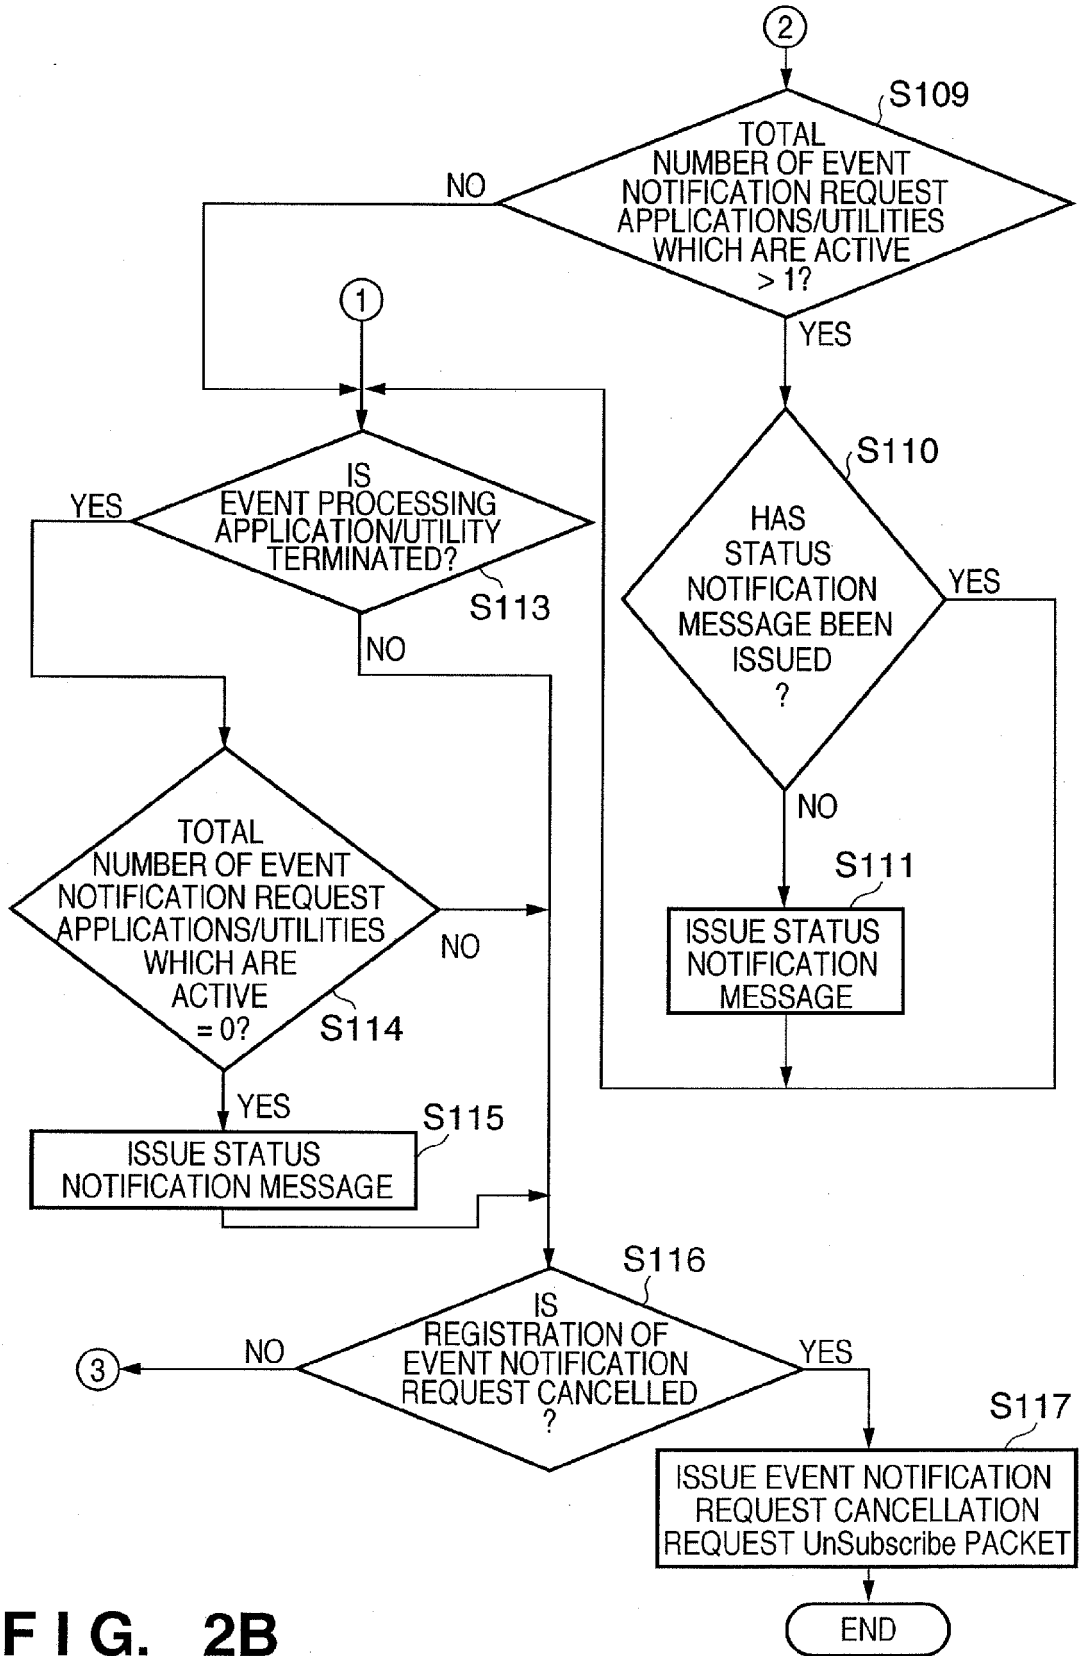 2
S109
TOTAL
NUMBER OF EVENT
NOTIFICATION REQUEST
APPLICATIONS/UTILITIES
WHICH ARE ACTIVE
> 1?
NO
YES
1
S110
HAS
STATUS
NOTIFICATION
MESSAGE BEEN
ISSUED
?
YES
NO
IS
EVENT PROCESSING
APPLICATION/UTILITY
TERMINATED?
YES
S113
NO
S111
ISSUE STATUS
NOTIFICATION
MESSAGE
TOTAL
NUMBER OF EVENT
NOTIFICATION REQUEST
APPLICATIONS/UTILITIES
WHICH ARE
ACTIVE
= 0?
NO
S114
YES
S115
ISSUE STATUS
NOTIFICATION MESSAGE
S116
IS
REGISTRATION OF
EVENT NOTIFICATION
REQUEST CANCELLED
?
NO
3
YES
S117
ISSUE EVENT NOTIFICATION
REQUEST CANCELLATION
REQUEST UnSubscribe PACKET
END
FIG. 2B